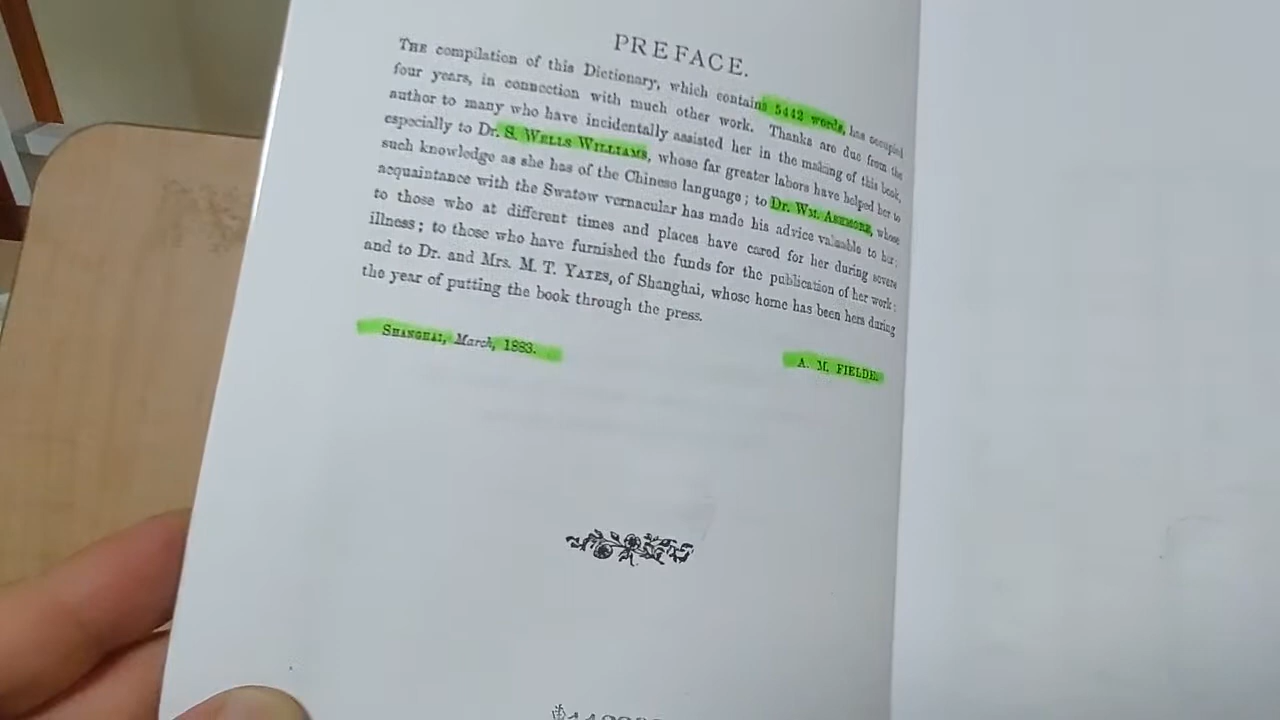 PREFACE.
THE compilation of this Dictionary, which contains 5442 words, has occupied
four years, in connection with much other work. Thanks are due from the
author to many who have incidentally assisted her in the making of this book,
especially to Dr. S. WELLS WILLIAMS, whose far greater labors have helped her to
such knowledge as she has of the Chinese language; to Dr. WM. ASHMORE, whose
acquaintance with the Swatow vernacular has made his advice valuable to her;
to those who at different times and places have cared for her during severe
illness; to those who have furnished the funds for the publication of her work;
and to Dr. and Mrs. M. T. YATES, of Shanghai, whose home has been hers during
the year of putting the book through the press.
SHANGHAI, March, 1883.
A. M. FIELDE.